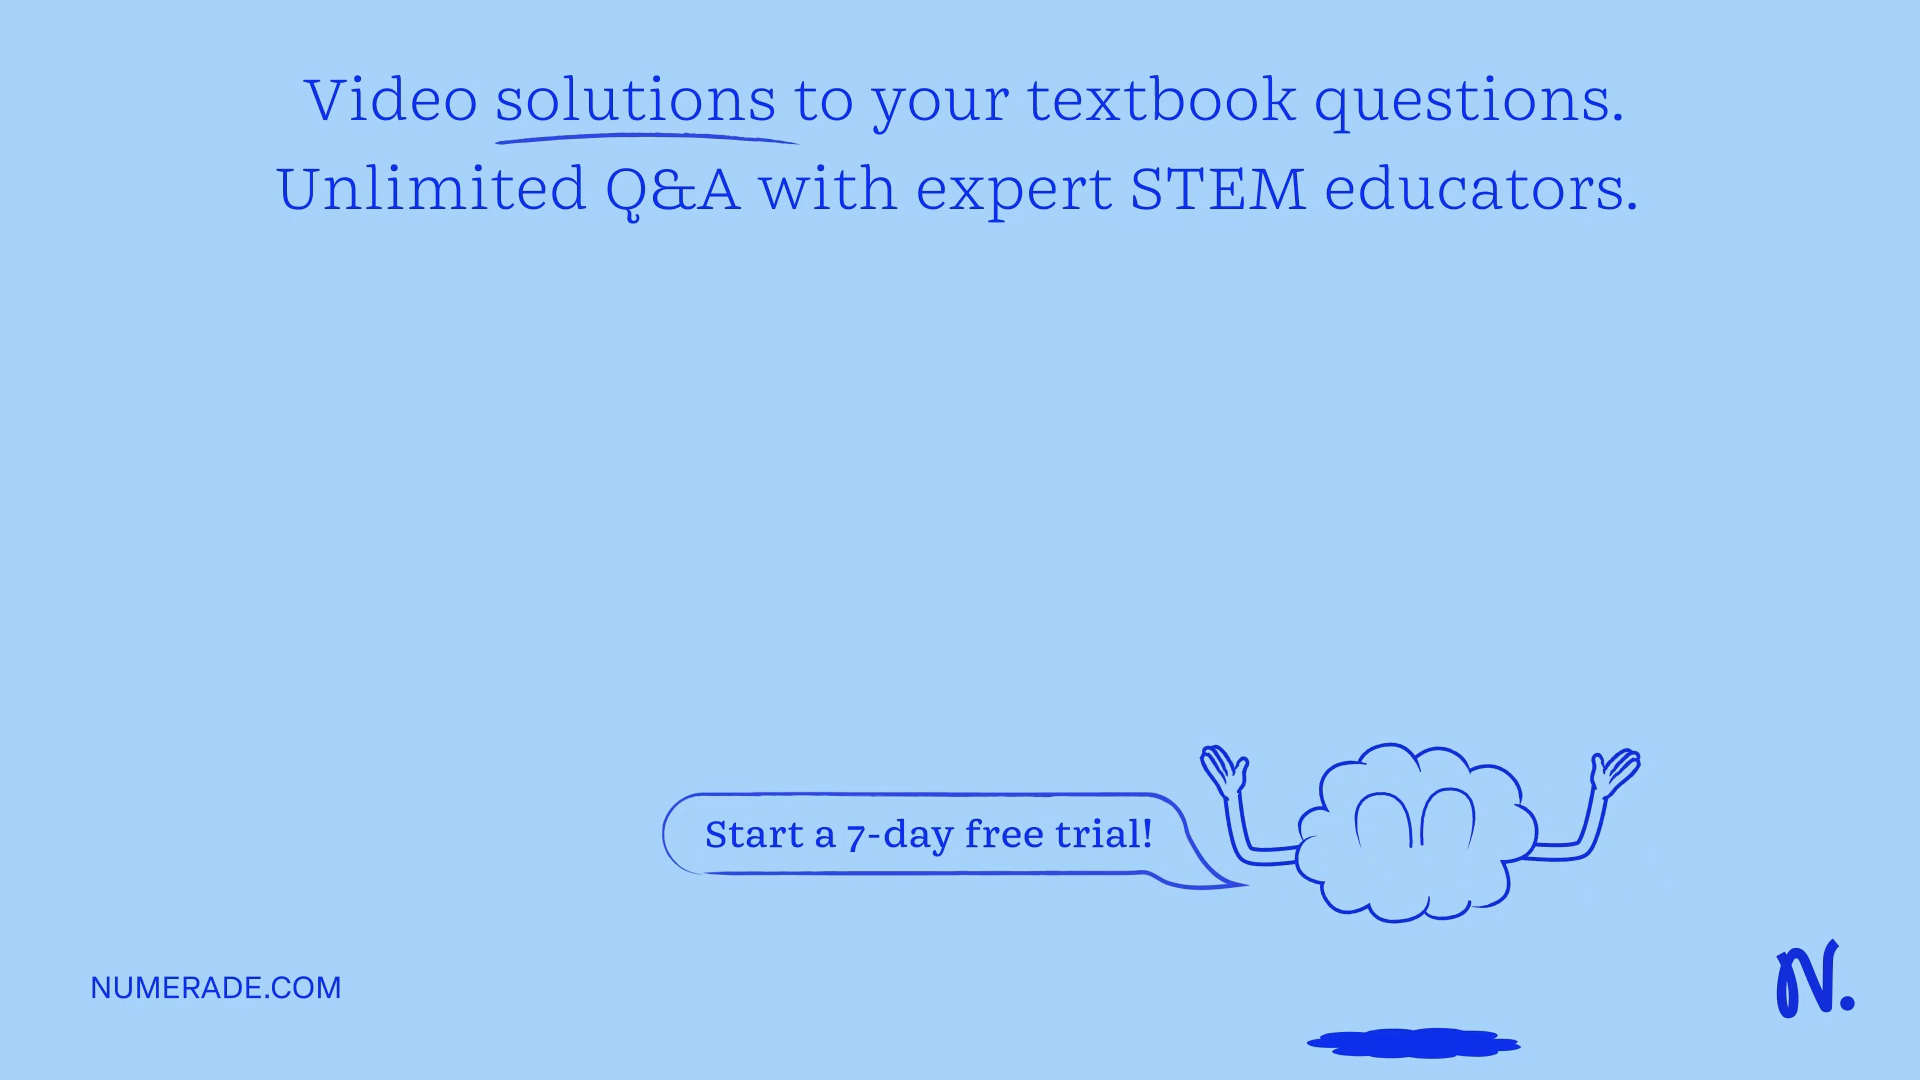 Video solutions to your textbook questions.
Unlimited Q&A with expert STEM educators.
Start a 7-day free trial!
NUMERADE.COM
N.